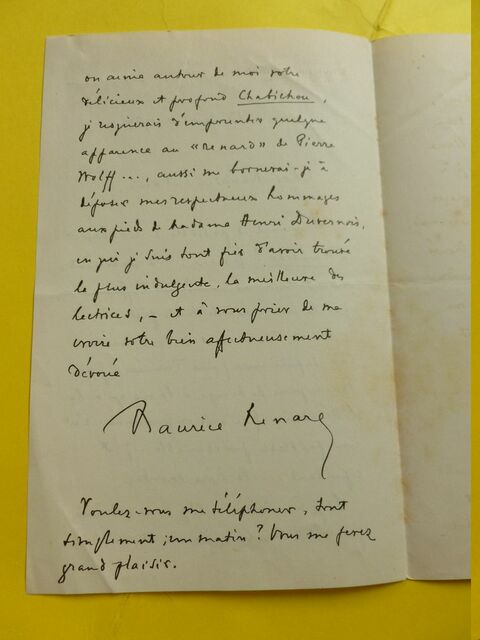 on aime autour de moi votre
délicieux et profond Chabichou,
je risquerais d'emprunter quelque
apparence au «Renard» de Pierre
Wolff..., aussi me bornerai-je à
déposer mes respectueux hommages
aux pieds de Madame Henri Duvernois,
en qui je suis tout fier d'avoir trouvé
la plus indulgente, la meilleure des
lectrices, – et à vous prier de me
croire votre bien affectueusement
dévoué
Maurice Renard
Voulez-vous me téléphoner, tout
simplement, un matin? Vous me ferez
grand plaisir.